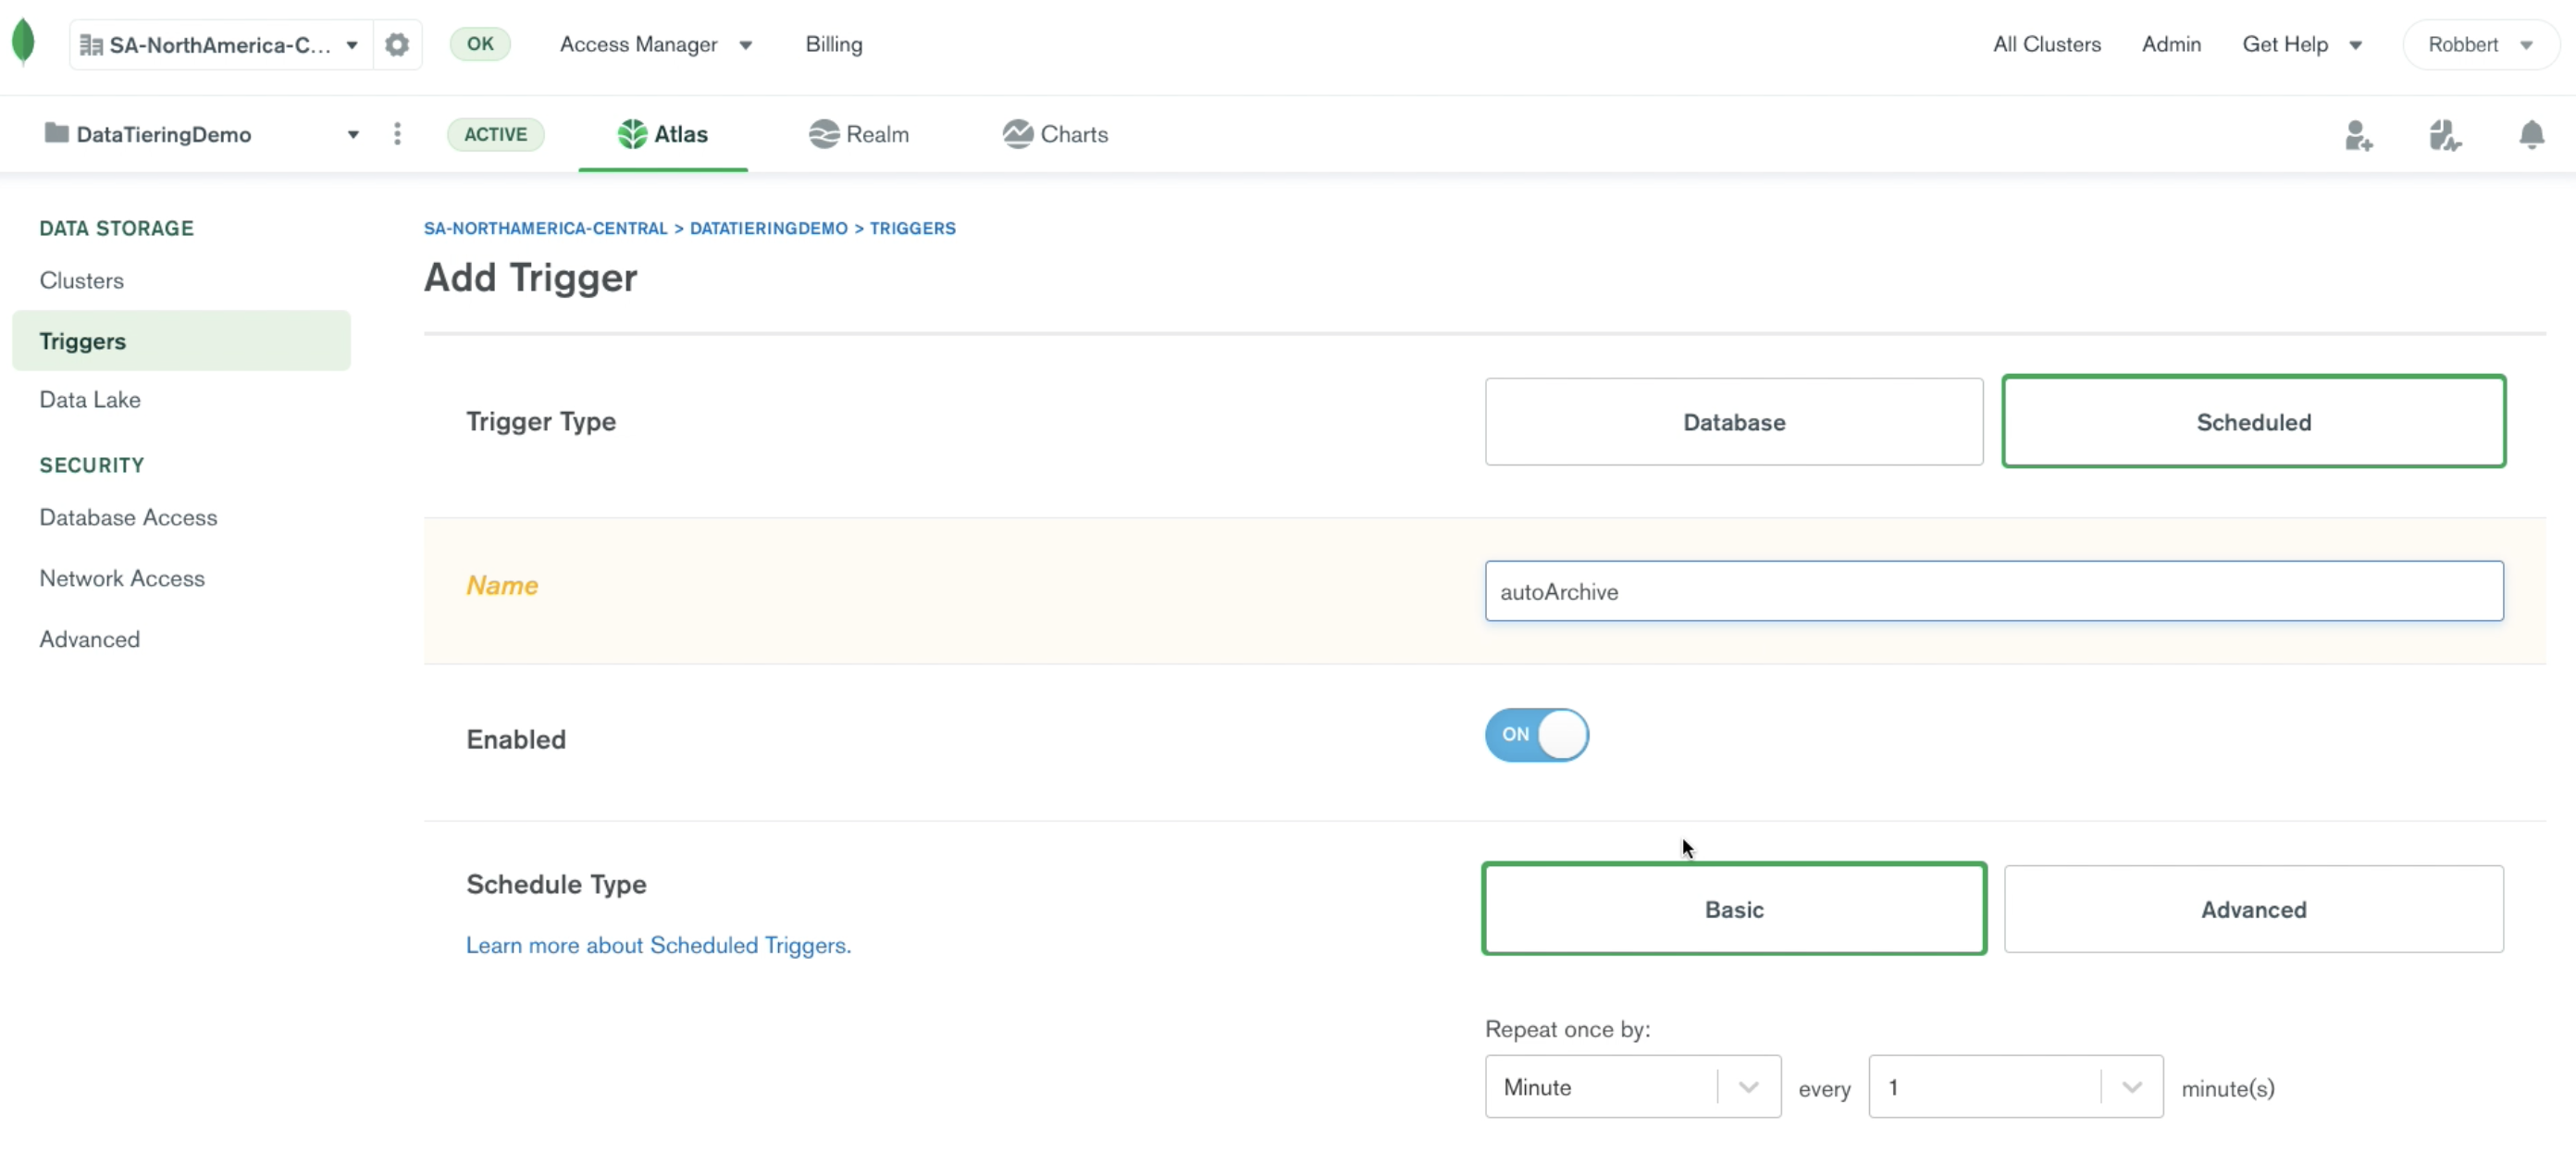 SA-NorthAmerica-C... OK Access Manager Billing All Clusters Admin Get Help Robbert
DataTieringDemo ACTIVE Atlas Realm Charts
DATA STORAGE
Clusters
Triggers
Data Lake
SECURITY
Database Access
Network Access
Advanced
SA-NORTHAMERICA-CENTRAL > DATATIERINGDEMO > TRIGGERS
Add Trigger
Trigger Type Database Scheduled
Name autoArchive
Enabled ON
Schedule Type Basic Advanced
Learn more about Scheduled Triggers.
Repeat once by:
Minute every 1 minute(s)